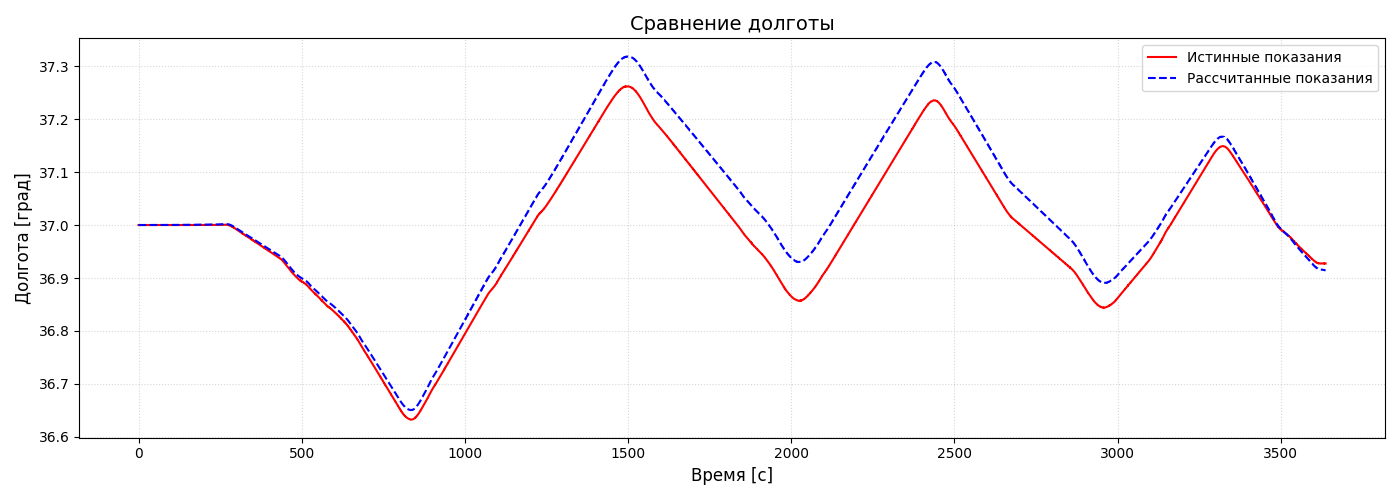 Сравнение долготы
Истинные показания
Рассчитанные показания
Долгота [град]
37.3
37.2
37.1
37.0
36.9
36.8
36.7
36.6
0 500 1000 1500 2000 2500 3000 3500
Время [с]